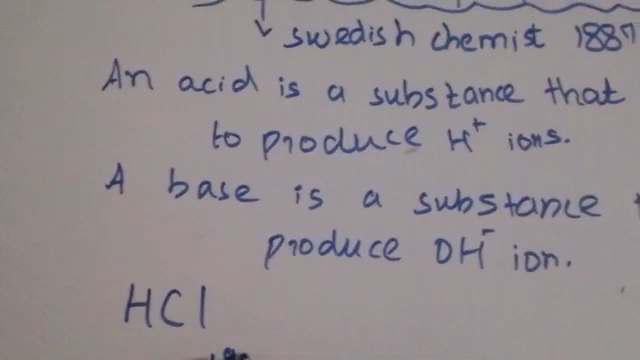 swedish chemist 1887
An acid is a substance that
to produce H⁺ ions.
A base is a substance
produce OH⁻ ion.
HCl